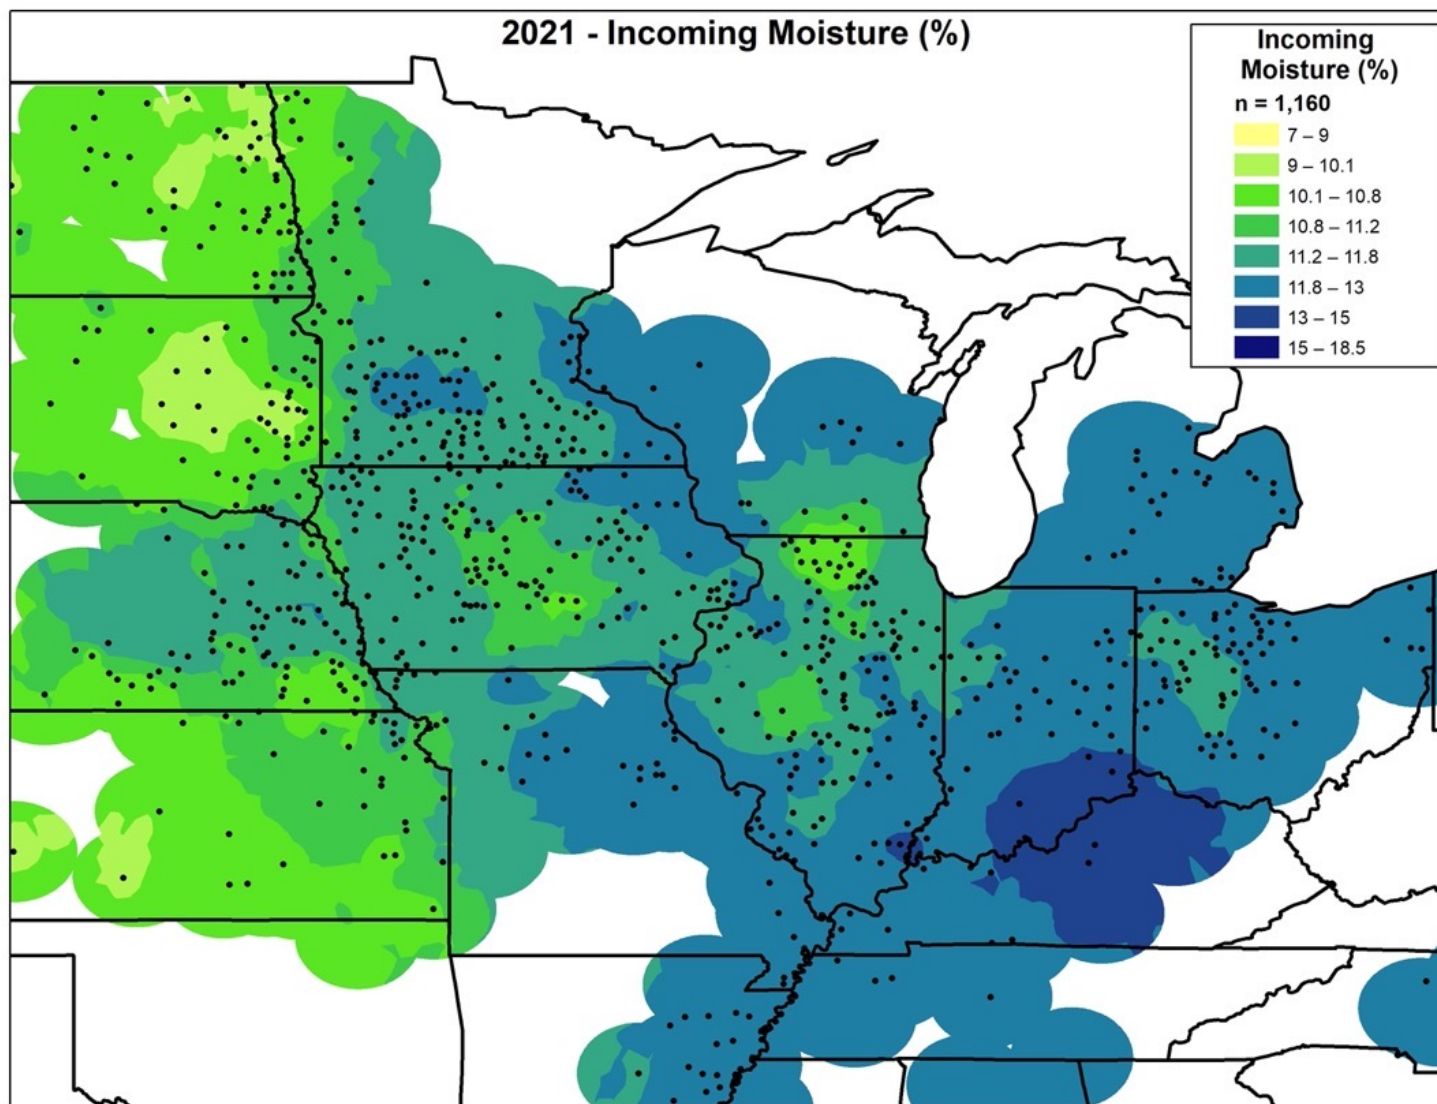 2021 - Incoming Moisture (%)
Incoming
Moisture (%)
n = 1,160
7 – 9
9 – 10.1
10.1 – 10.8
10.8 – 11.2
11.2 – 11.8
11.8 – 13
13 – 15
15 – 18.5